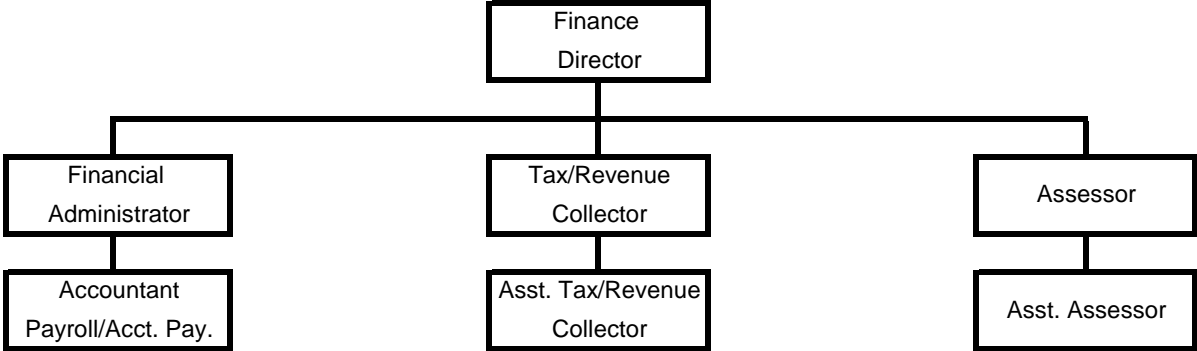 Finance
Director
Financial
Administrator
Tax/Revenue
Collector
Assessor
Accountant
Payroll/Acct. Pay.
Asst. Tax/Revenue
Collector
Asst. Assessor